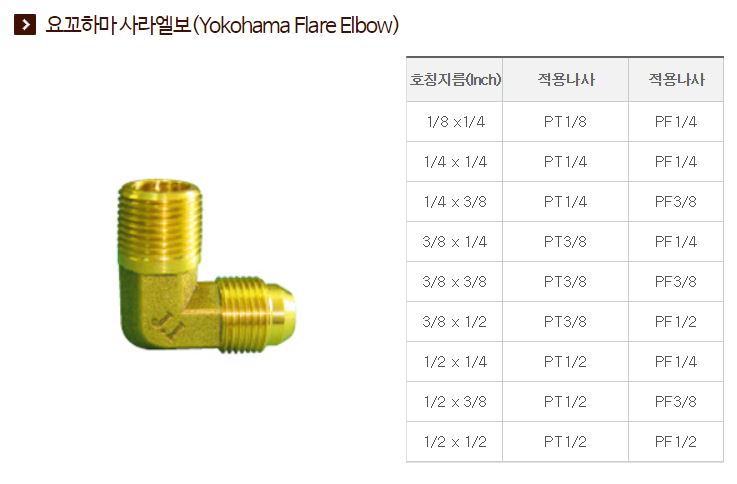 요꼬하마 사라엘보(Yokohama Flare Elbow)
호칭지름(Inch) 적용나사 적용나사
1/8 x1/4 PT1/8 PF1/4
1/4 x 1/4 PT1/4 PF1/4
1/4 x 3/8 PT1/4 PF3/8
3/8 x 1/4 PT3/8 PF1/4
3/8 x 3/8 PT3/8 PF3/8
3/8 x 1/2 PT3/8 PF1/2
1/2 x 1/4 PT1/2 PF1/4
1/2 x 3/8 PT1/2 PF3/8
1/2 x 1/2 PT1/2 PF1/2